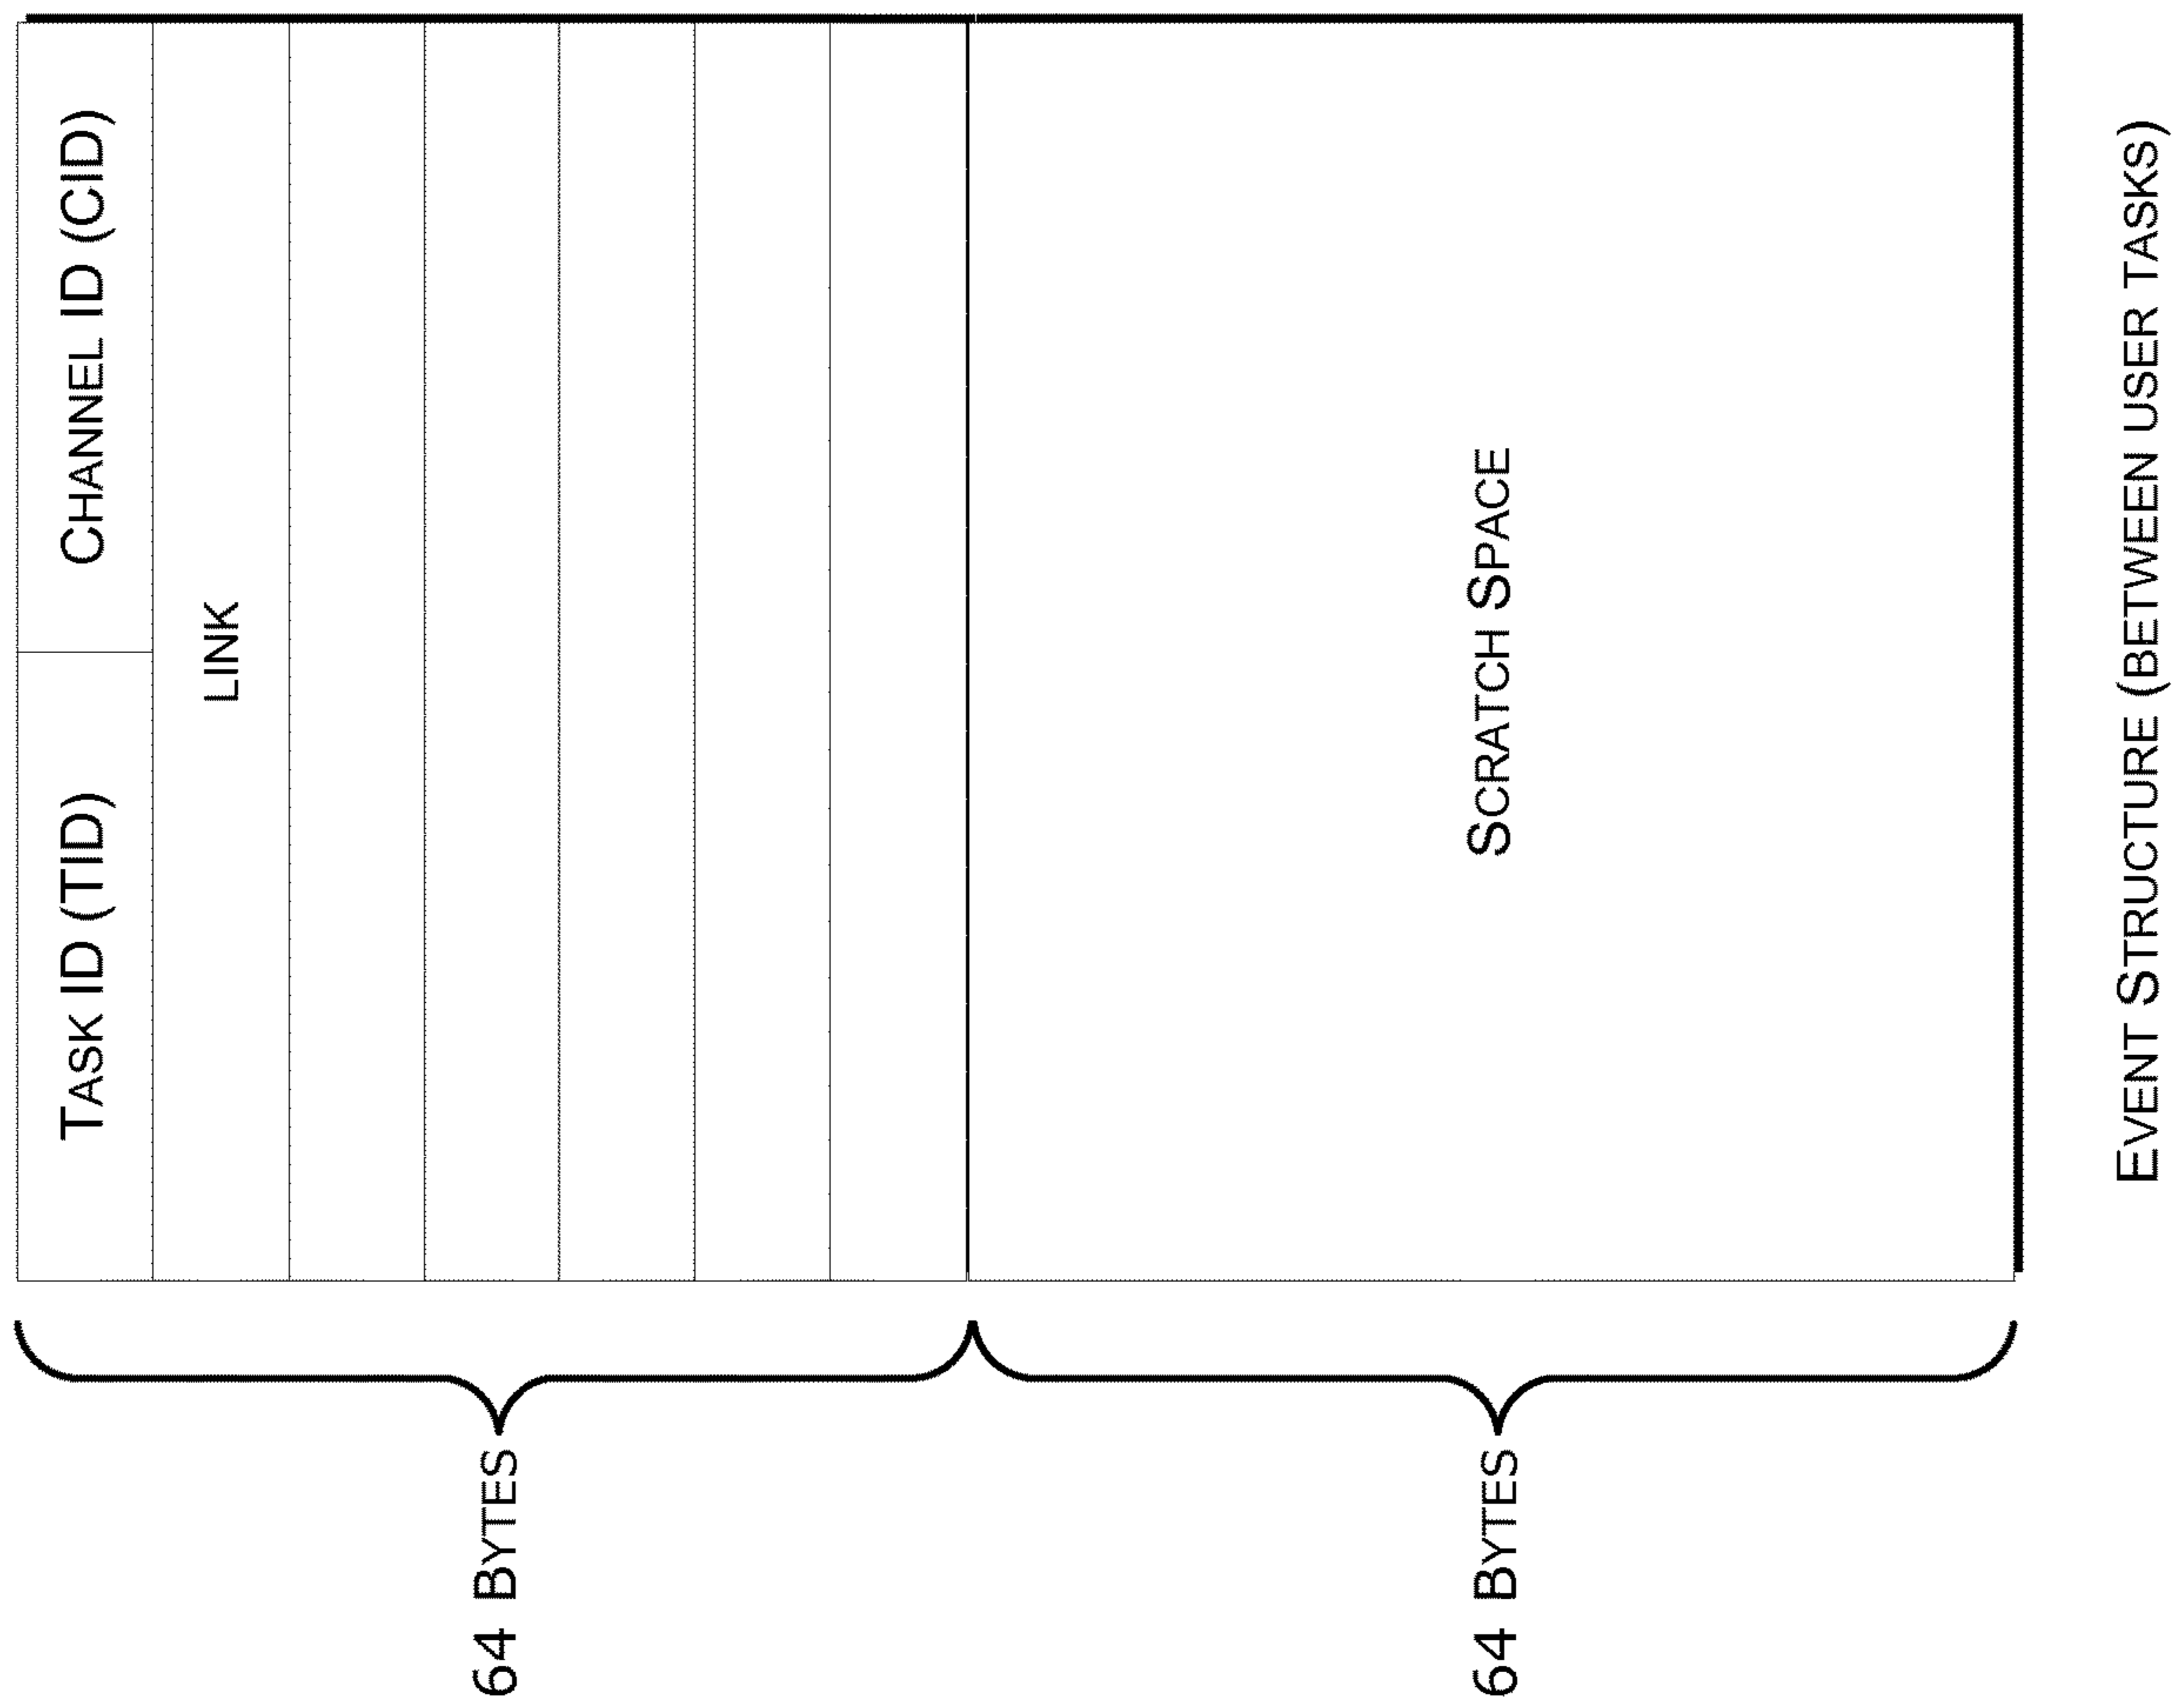 TASK ID (TID)
CHANNEL ID (CID)
LINK
64 BYTES
SCRATCH SPACE
64 BYTES
EVENT STRUCTURE (BETWEEN USER TASKS)